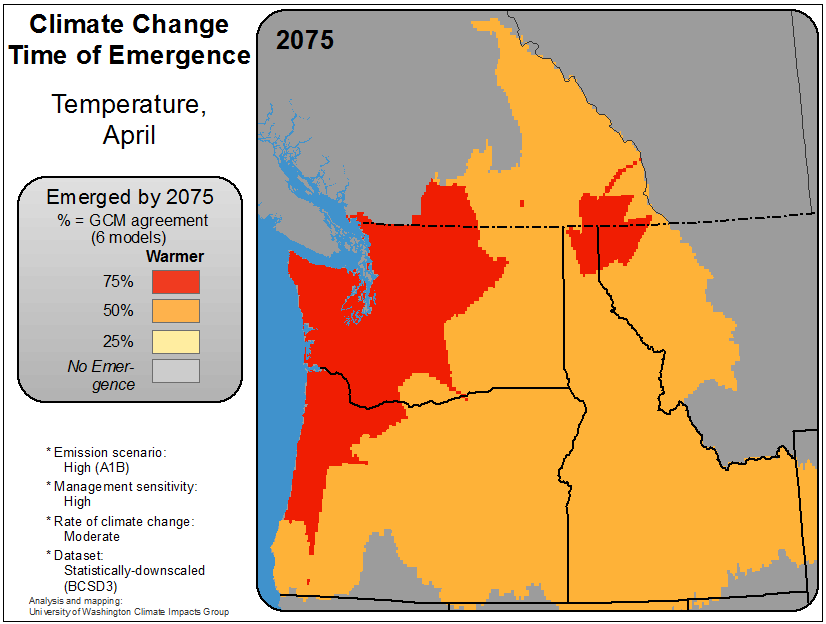 Climate Change
Time of Emergence
Temperature,
April
2075
Emerged by 2075
% = GCM agreement
(6 models)
Warmer
75%
50%
25%
No Emer-
gence
* Emission scenario:
High (A1B)
* Management sensitivity:
High
* Rate of climate change:
Moderate
* Dataset:
Statistically-downscaled
(BCSD3)
Analysis and mapping:
University of Washington Climate Impacts Group